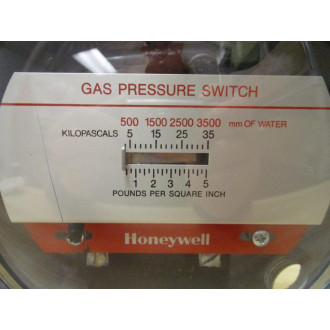 GAS PRESSURE SWITCH
500 1500 2500 3500 mm OF WATER
KILOPASCALS 5 15 25 35
1 2 3 4 5
POUNDS PER SQUARE INCH
Honeywell